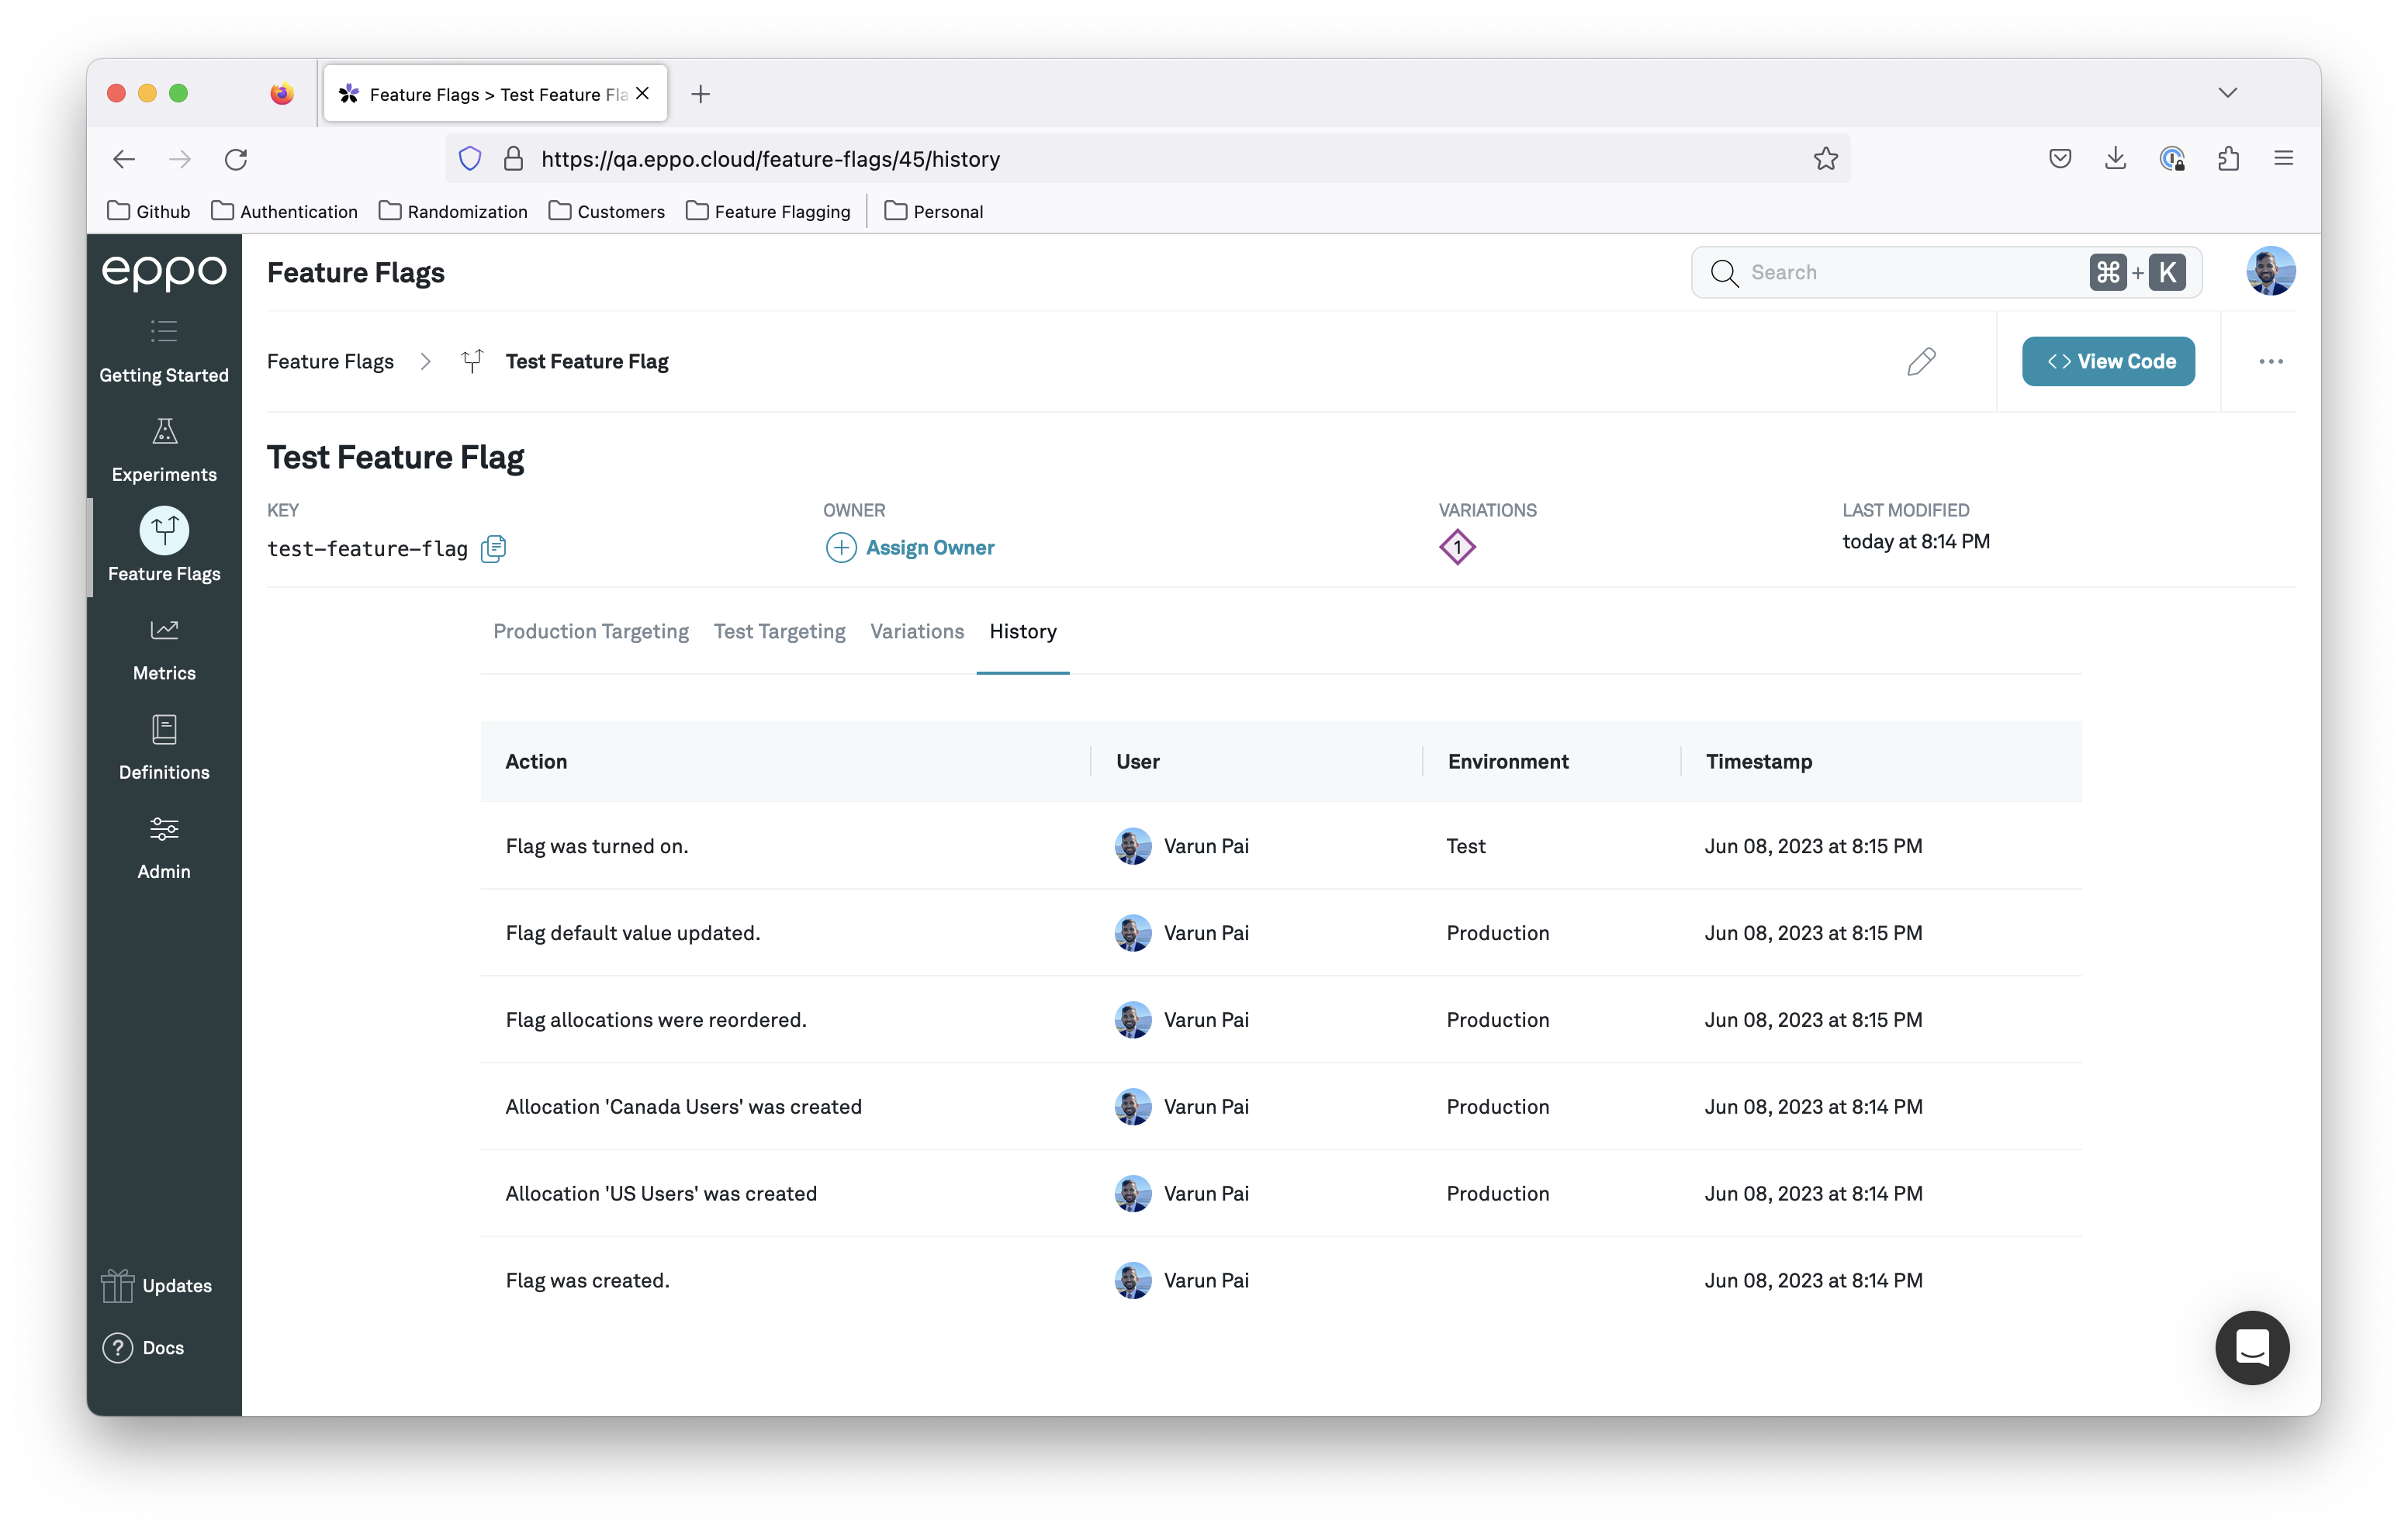 Feature Flags > Test Feature Fla
https://qa.eppo.cloud/feature-flags/45/history
Github Authentication Randomization Customers Feature Flagging Personal
eppo
Feature Flags
Search
⌘ + K
Getting Started
Experiments
Feature Flags
Metrics
Definitions
Admin
Updates
? Docs
Feature Flags > Test Feature Flag
<> View Code
Test Feature Flag
KEY OWNER VARIATIONS LAST MODIFIED
test-feature-flag Assign Owner 1 today at 8:14 PM
Production Targeting Test Targeting Variations History
Action User Environment Timestamp
Flag was turned on. Varun Pai Test Jun 08, 2023 at 8:15 PM
Flag default value updated. Varun Pai Production Jun 08, 2023 at 8:15 PM
Flag allocations were reordered. Varun Pai Production Jun 08, 2023 at 8:15 PM
Allocation 'Canada Users' was created Varun Pai Production Jun 08, 2023 at 8:14 PM
Allocation 'US Users' was created Varun Pai Production Jun 08, 2023 at 8:14 PM
Flag was created. Varun Pai Jun 08, 2023 at 8:14 PM